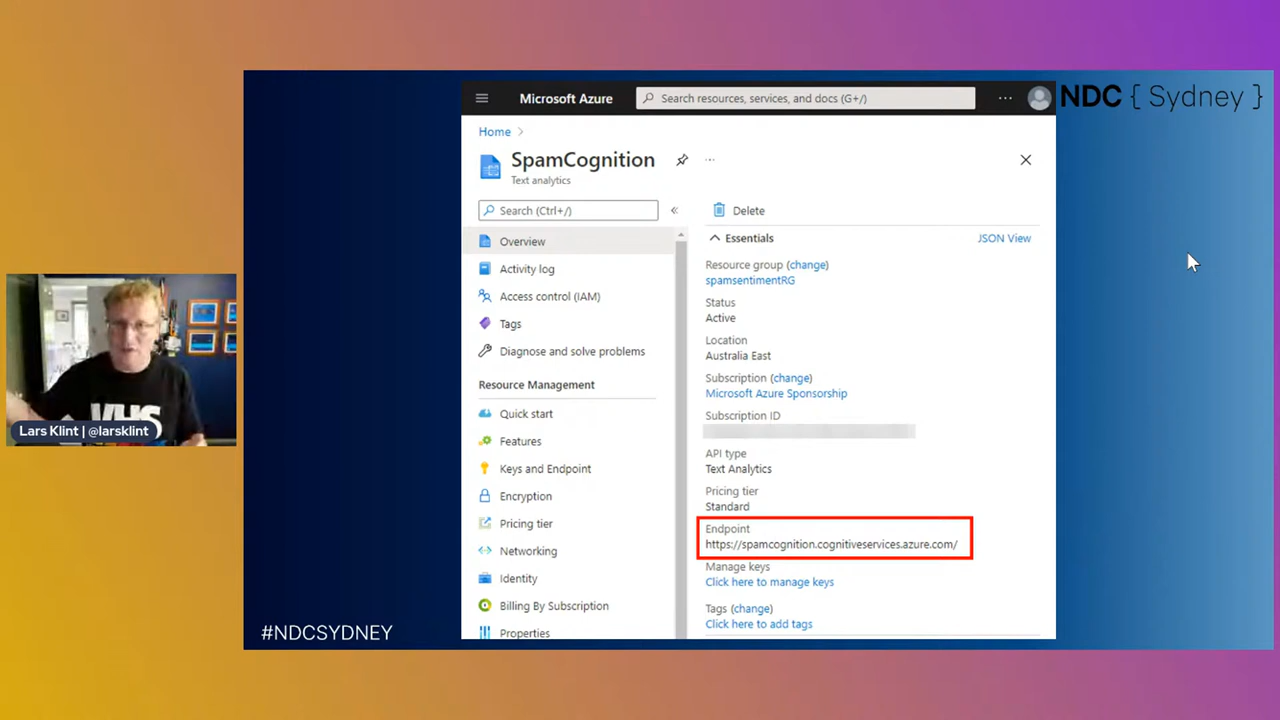 Microsoft Azure
Search resources, services, and docs (G+/)
NDC { Sydney }
Home
SpamCognition
Text analytics
Search (Ctrl+/)
Overview
Activity log
Access control (IAM)
Tags
Diagnose and solve problems
Resource Management
Quick start
Features
Keys and Endpoint
Encryption
Pricing tier
Networking
Identity
Billing By Subscription
Properties
Delete
Essentials
JSON View
Resource group (change)
spamsentimentRG
Status
Active
Location
Australia East
Subscription (change)
Microsoft Azure Sponsorship
Subscription ID
API type
Text Analytics
Pricing tier
Standard
Endpoint
https://spamcognition.cognitiveservices.azure.com/
Manage keys
Click here to manage keys
Tags (change)
Click here to add tags
VHS
Lars Klint | @larsklint
#NDCSYDNEY